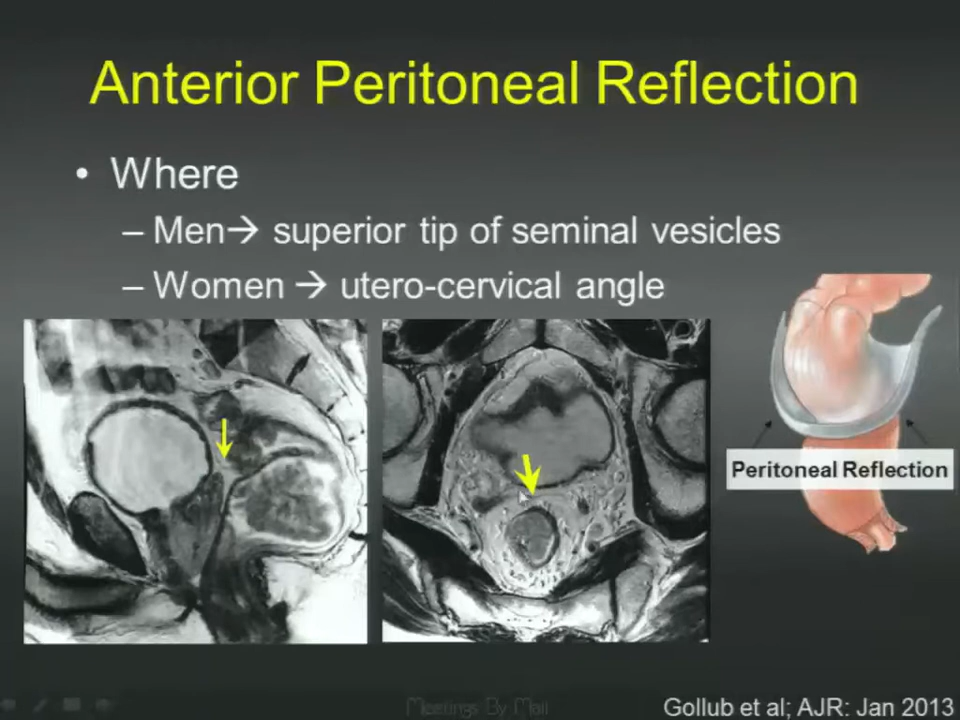 Anterior Peritoneal Reflection
• Where
– Men→ superior tip of seminal vesicles
– Women → utero-cervical angle
Peritoneal Reflection
Meetings By Mail
Gollub et al; AJR: Jan 2013